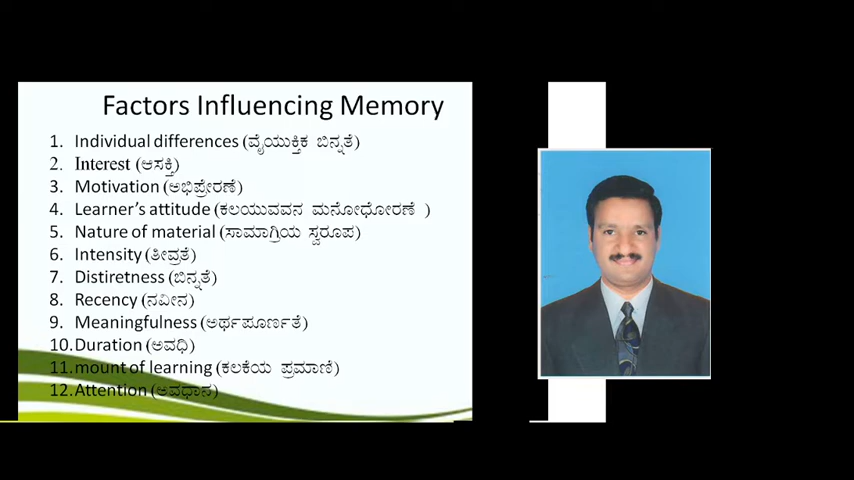 Factors Influencing Memory
1. Individual differences (ವೈಯುಕ್ತಿಕ ಬಿನ್ನತೆ)
2. Interest (ಆಸಕ್ತಿ)
3. Motivation (ಅಭಿಪ್ರೇರಣೆ)
4. Learner's attitude (ಕಲಯುವವನ ಮನೋಧೋರಣೆ )
5. Nature of material (ಸಾಮಾಗ್ರಿಯ ಸ್ವರೂಪ)
6. Intensity (ತೀವ್ರತೆ)
7. Distiretness (ಬಿನ್ನತೆ)
8. Recency (ನವೀನ)
9. Meaningfulness (ಅರ್ಥಪೂರ್ಣತೆ)
10. Duration (ಅವಧಿ)
11. mount of learning (ಕಲಕೆಯ ಪ್ರಮಾಣಿ)
12. Attention (ಅವಧಾನ)